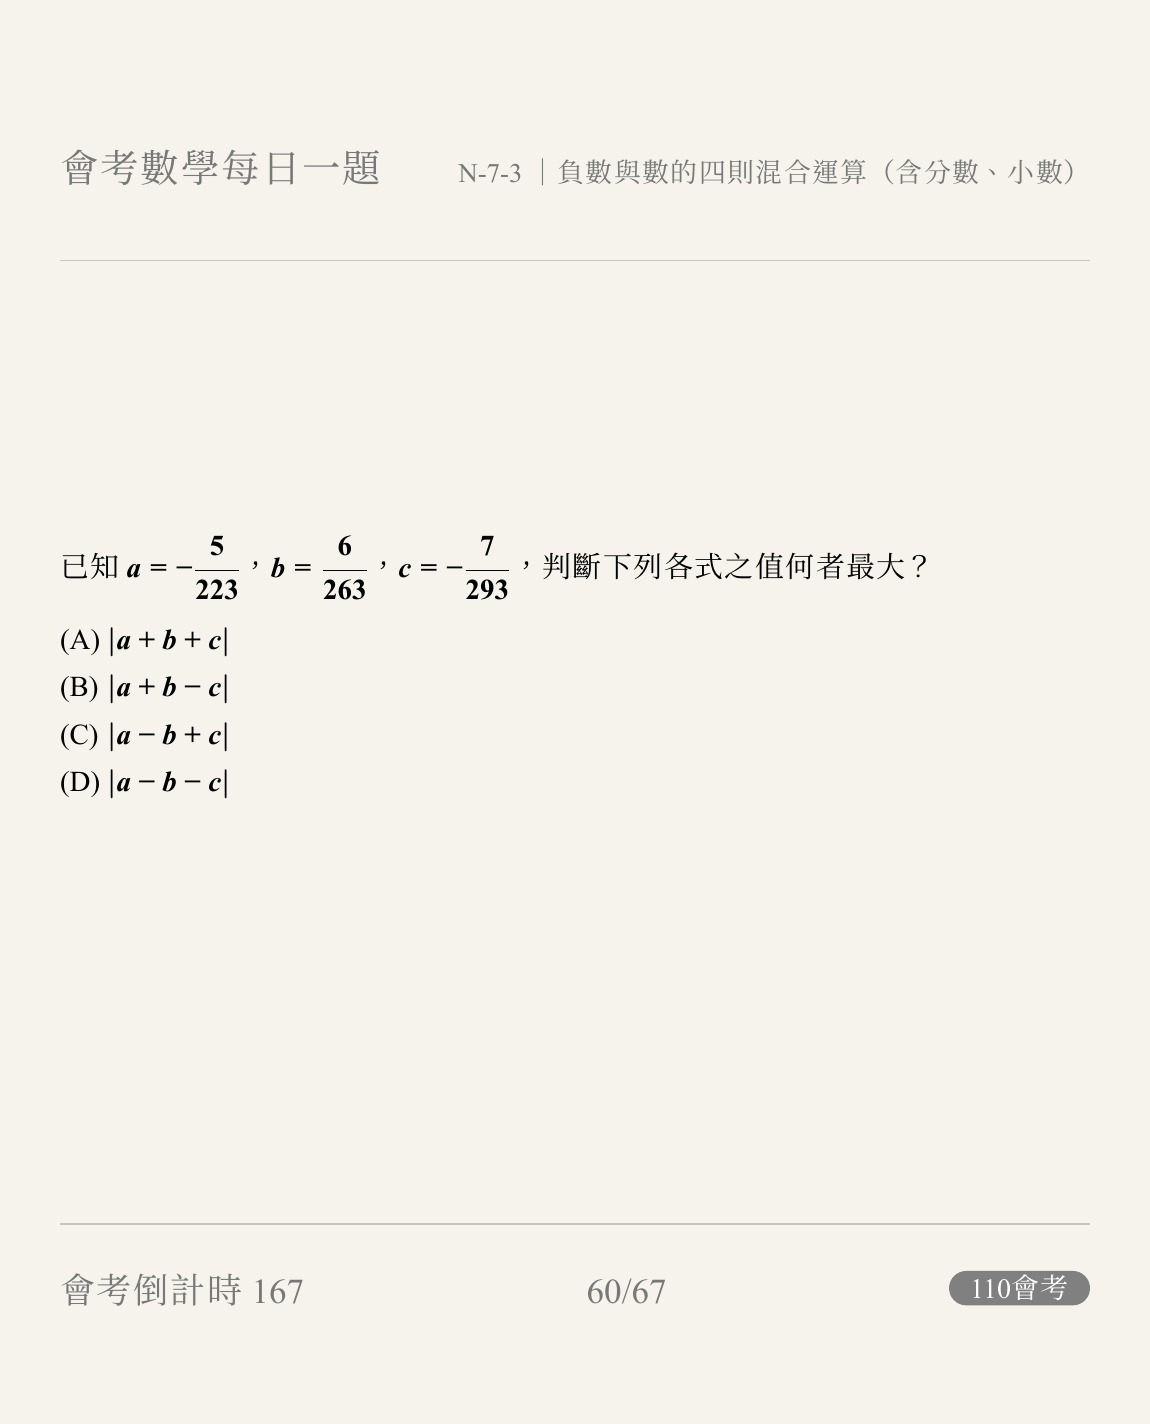 會考數學每日一題
N-7-3｜負數與數的四則混合運算（含分數、小數）
已知 a = −5/223，b = 6/263，c = −7/293，判斷下列各式之值何者最大？
(A) |a + b + c|
(B) |a + b − c|
(C) |a − b + c|
(D) |a − b − c|
會考倒計時 167
60/67
110會考